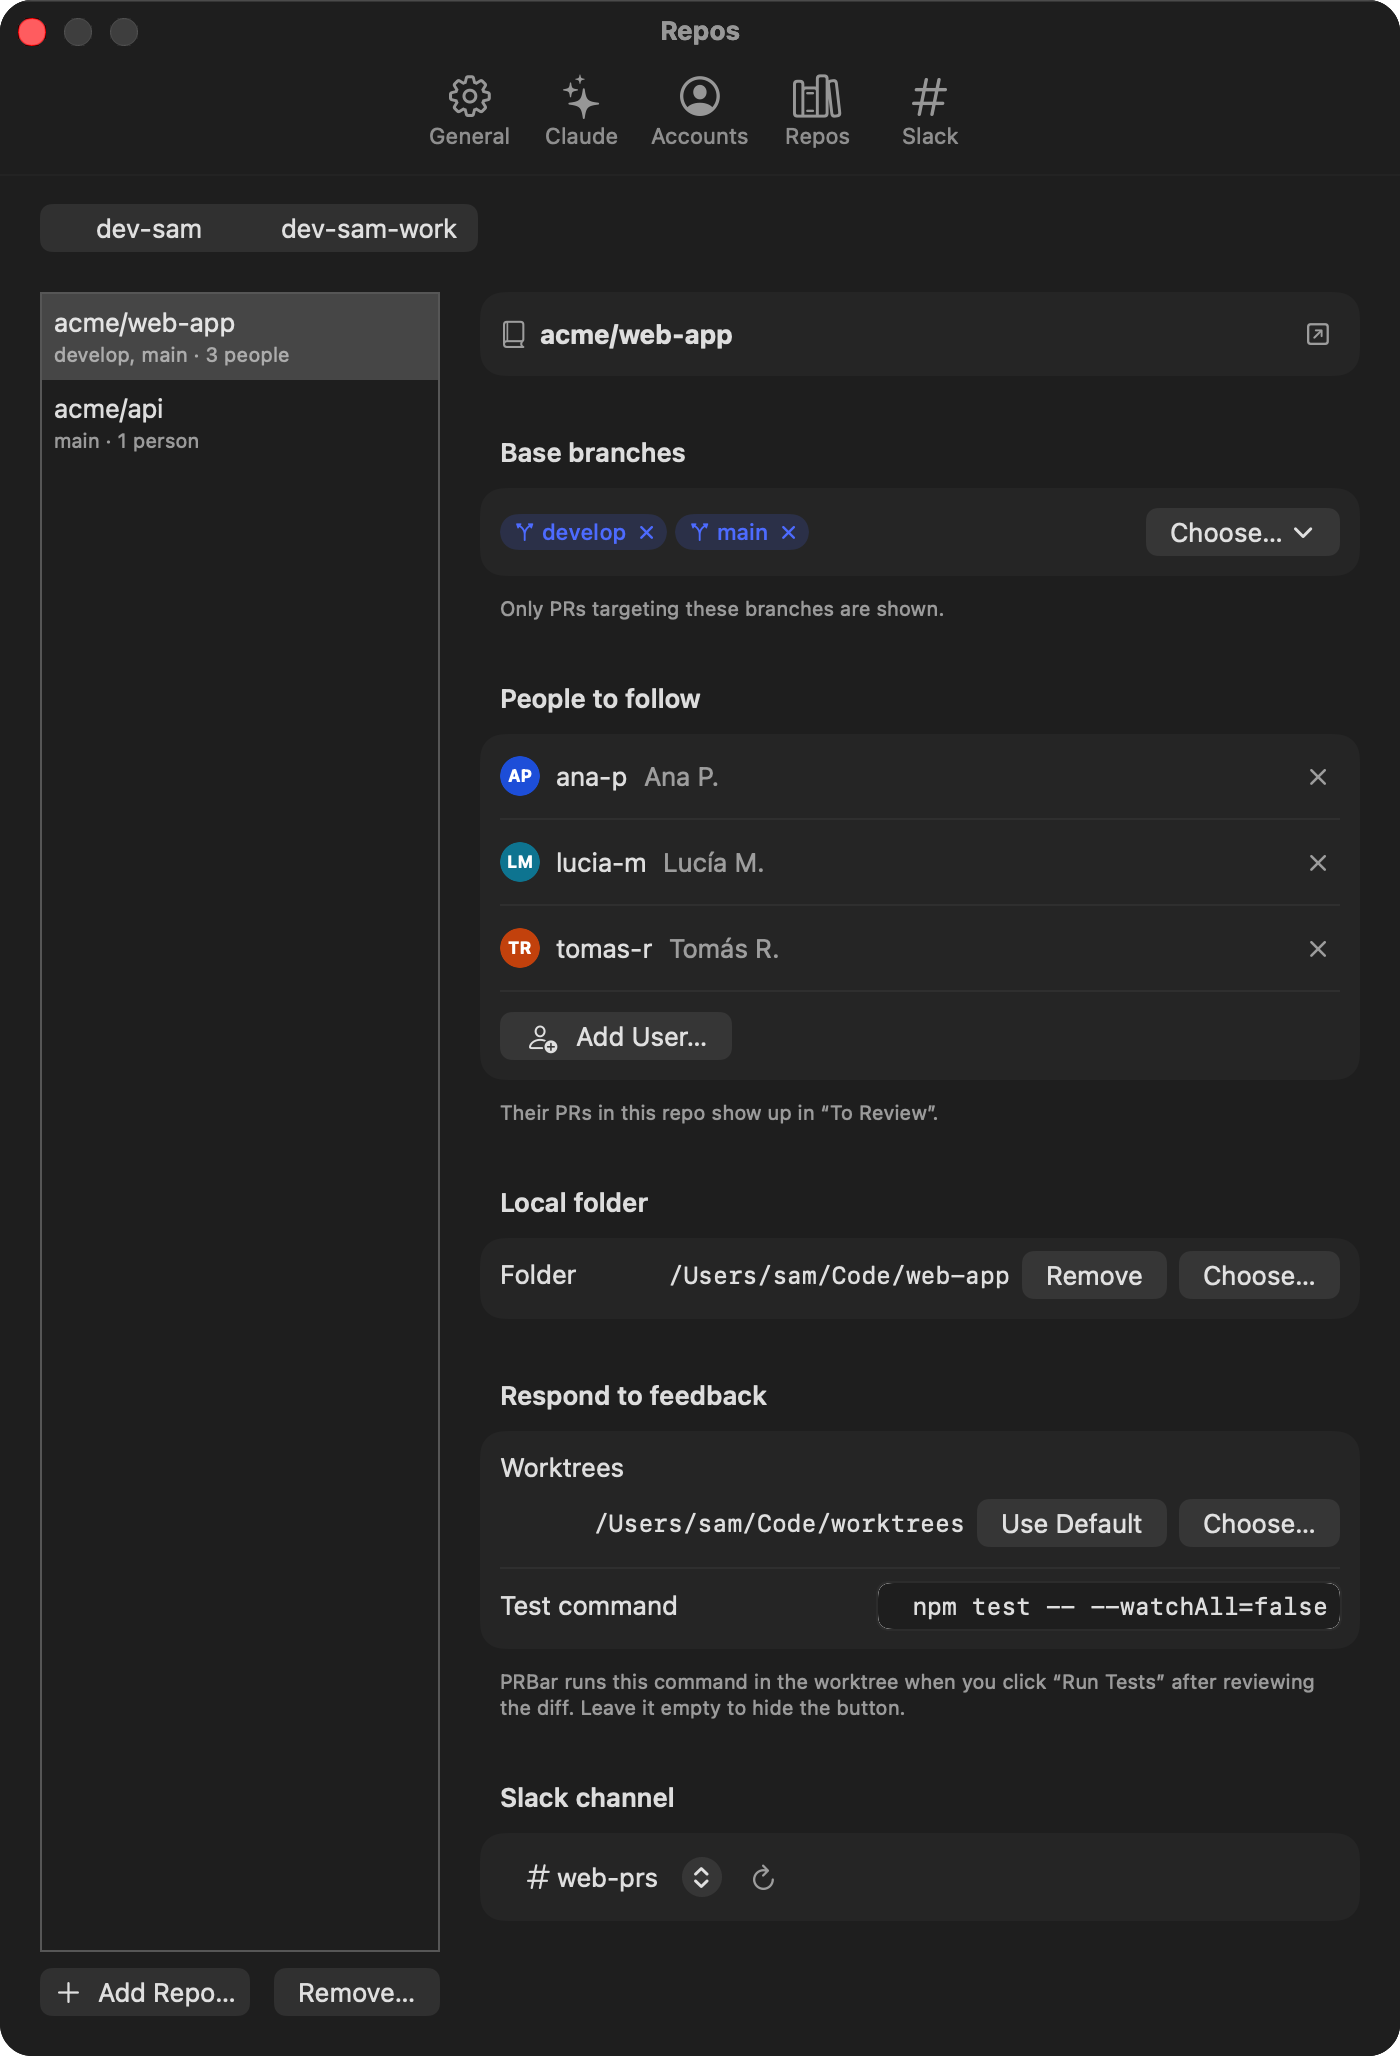 Repos
General
Claude
Accounts
Repos
Slack
dev-sam
dev-sam-work
acme/web-app
develop, main · 3 people
acme/api
main · 1 person
Add Repo...
Remove...
acme/web-app
Base branches
develop
main
Choose...
Only PRs targeting these branches are shown.
People to follow
AP ana-p Ana P.
LM lucia-m Lucía M.
TR tomas-r Tomás R.
Add User...
Their PRs in this repo show up in “To Review”.
Local folder
Folder /Users/sam/Code/web-app Remove Choose...
Respond to feedback
Worktrees
/Users/sam/Code/worktrees Use Default Choose...
Test command npm test -- --watchAll=false
PRBar runs this command in the worktree when you click “Run Tests” after reviewing
the diff. Leave it empty to hide the button.
Slack channel
# web-prs